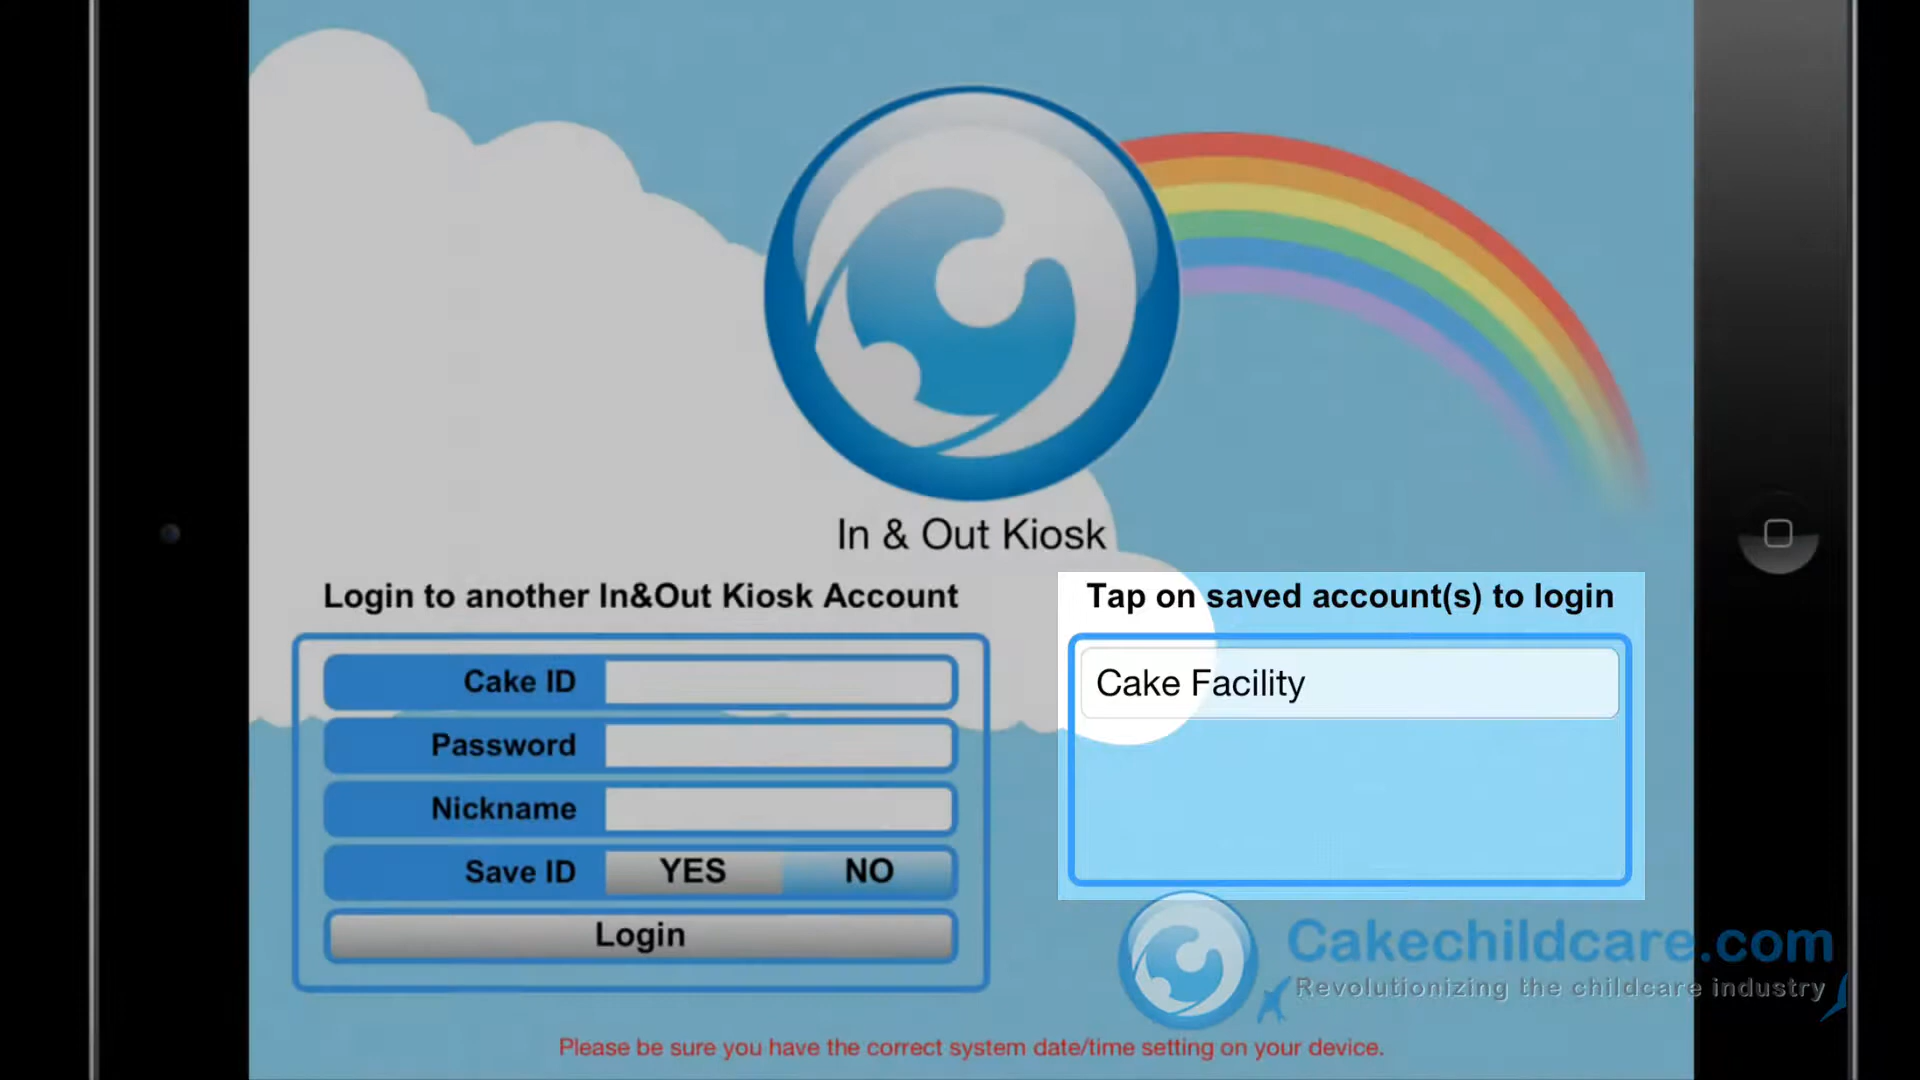 In & Out Kiosk
Login to another In&Out Kiosk Account
Cake ID
Password
Nickname
Save ID YES NO
Login
Tap on saved account(s) to login
Cake Facility
Cakechildcare.com
Revolutionizing the childcare industry
Please be sure you have the correct system date/time setting on your device.